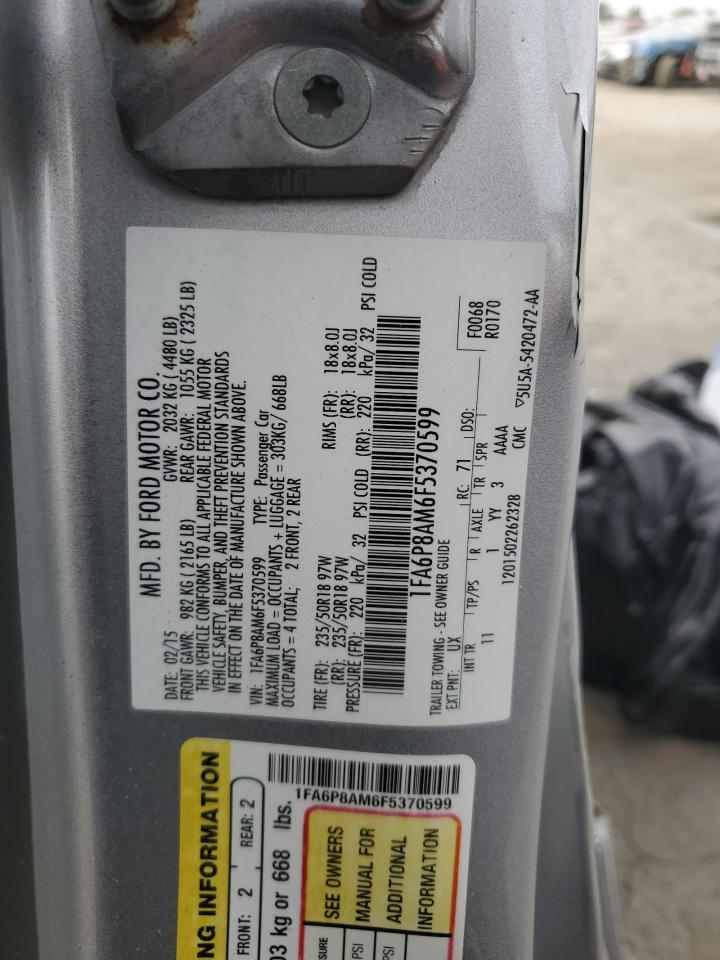 MFD. BY FORD MOTOR CO.
DATE: 02/15 GVWR: 2032 KG ( 4480 LB)
FRONT GAWR: 982 KG ( 2165 LB) REAR GAWR: 1055 KG ( 2325 LB)
THIS VEHICLE CONFORMS TO ALL APPLICABLE FEDERAL MOTOR
VEHICLE SAFETY, BUMPER, AND THEFT PREVENTION STANDARDS
IN EFFECT ON THE DATE OF MANUFACTURE SHOWN ABOVE.
VIN: 1FA6P8AM6F5370599 TYPE: Passenger Car
MAXIMUM LOAD = OCCUPANTS + LUGGAGE = 303KG/ 668LB
OCCUPANTS = 4 TOTAL: 2 FRONT, 2 REAR
TIRE (FR): 235/50R18 97W RIMS (FR): 18x8.0J
(RR): 235/50R18 97W (RR): 18x8.0J
PRESSURE (FR): 220 kPa/ 32 PSI COLD (RR): 220 kPa/ 32 PSI COLD
1FA6P8AM6F5370599
F0068
R0170
TRAILER TOWING - SEE OWNER GUIDE
EXT PNT: UX RC: 71 DSO:
INT TR TP/PS R AXLE TR SPR
11 1 YY 3 AAAA
1201502262328 CMC ▽5U5A-5420472-AA
NG INFORMATION
FRONT: 2 REAR: 2
03 kg or 668 lbs.
1FA6P8AM6F5370599
SSURE
PSI
PSI
SEE OWNERS
MANUAL FOR
ADDITIONAL
INFORMATION